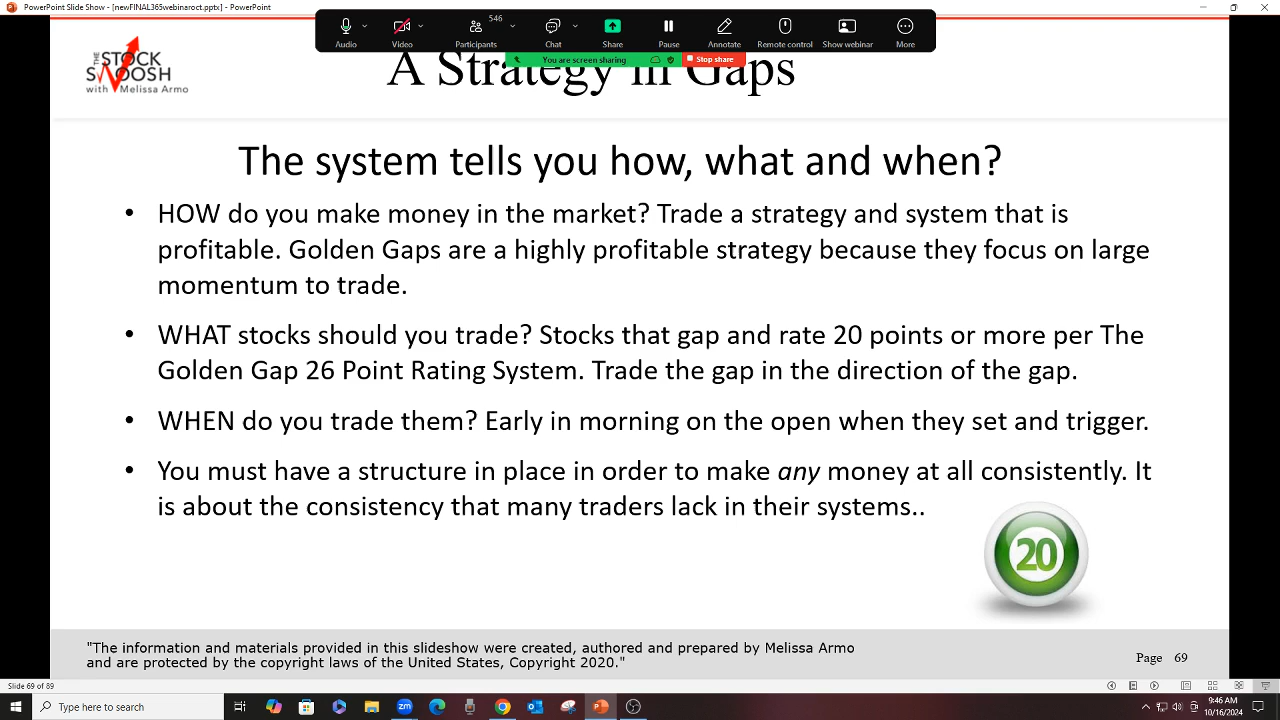 PowerPoint Slide Show - [newFINAL365webinaroct.pptx] - PowerPoint
546
Audio
Video
Participants
Chat
Share
Pause
Annotate
Remote control
Show webinar
More
You are screen sharing
Stop share
THE STOCK
SWOOSH
with Melissa Armo
A Strategy in Gaps
The system tells you how, what and when?
• HOW do you make money in the market? Trade a strategy and system that is
profitable. Golden Gaps are a highly profitable strategy because they focus on large
momentum to trade.
• WHAT stocks should you trade? Stocks that gap and rate 20 points or more per The
Golden Gap 26 Point Rating System. Trade the gap in the direction of the gap.
• WHEN do you trade them? Early in morning on the open when they set and trigger.
• You must have a structure in place in order to make any money at all consistently. It
is about the consistency that many traders lack in their systems..
20
"The information and materials provided in this slideshow were created, authored and prepared by Melissa Armo
and are protected by the copyright laws of the United States, Copyright 2020."
Page 69
Slide 69 of 89
Type here to search
zm
9:46 AM
10/16/2024